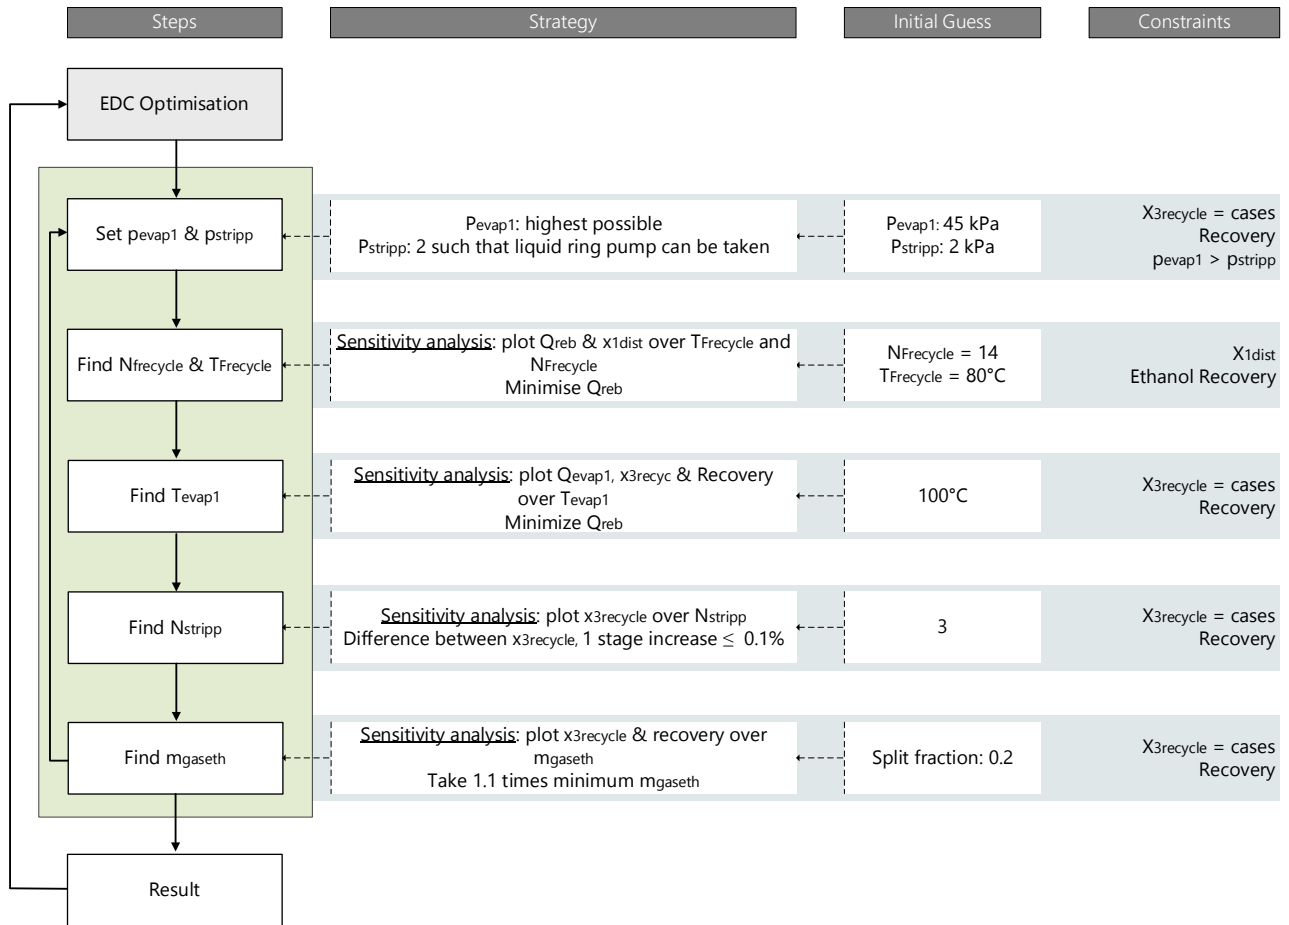 Steps
Strategy
Initial Guess
Constraints
EDC Optimisation
Set pevap1 & pstripp
Pevap1: highest possible
Pstripp: 2 such that liquid ring pump can be taken
Pevap1: 45 kPa
Pstripp: 2 kPa
X3recycle = cases
Recovery
pevap1 > pstripp
Find Nfrecycle & TFrecycle
Sensitivity analysis: plot Qreb & x1dist over TFrecycle and
NFrecycle
Minimise Qreb
NFrecycle = 14
TFrecycle = 80°C
X1dist
Ethanol Recovery
Find Tevap1
Sensitivity analysis: plot Qevap1, x3recyc & Recovery
over Tevap1
Minimize Qreb
100°C
X3recycle = cases
Recovery
Find Nstripp
Sensitivity analysis: plot x3recycle over Nstripp
Difference between x3recycle, 1 stage increase ≤ 0.1%
3
X3recycle = cases
Recovery
Find mgaseth
Sensitivity analysis: plot x3recycle & recovery over
mgaseth
Take 1.1 times minimum mgaseth
Split fraction: 0.2
X3recycle = cases
Recovery
Result